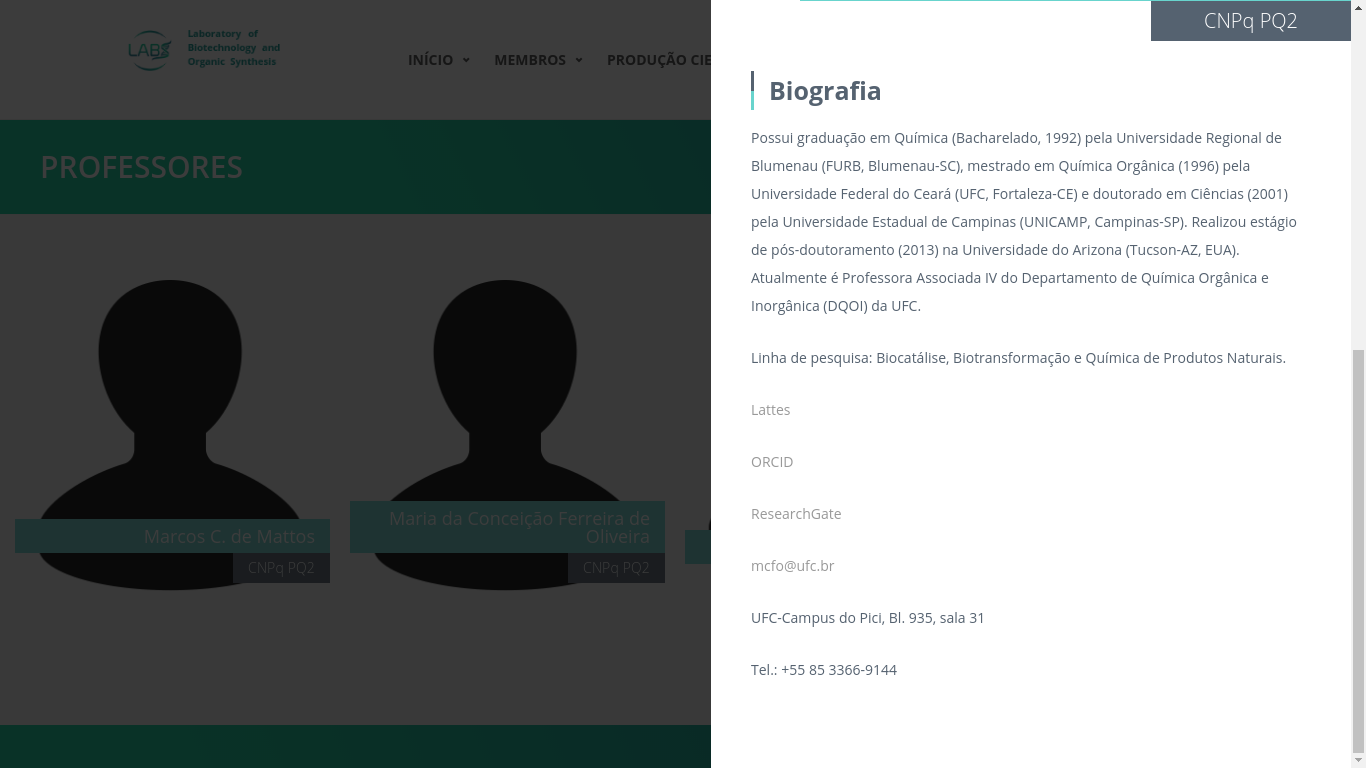 Laboratory of
Biotechnology and
Organic Synthesis
LABS
INÍCIO
MEMBROS
PRODUÇÃO CIE
PROFESSORES
Marcos C. de Mattos
CNPq PQ2
Maria da Conceição Ferreira de
Oliveira
CNPq PQ2
CNPq PQ2
Biografia
Possui graduação em Química (Bacharelado, 1992) pela Universidade Regional de
Blumenau (FURB, Blumenau-SC), mestrado em Química Orgânica (1996) pela
Universidade Federal do Ceará (UFC, Fortaleza-CE) e doutorado em Ciências (2001)
pela Universidade Estadual de Campinas (UNICAMP, Campinas-SP). Realizou estágio
de pós-doutoramento (2013) na Universidade do Arizona (Tucson-AZ, EUA).
Atualmente é Professora Associada IV do Departamento de Química Orgânica e
Inorgânica (DQOI) da UFC.
Linha de pesquisa: Biocatálise, Biotransformação e Química de Produtos Naturais.
Lattes
ORCID
ResearchGate
mcfo@ufc.br
UFC-Campus do Pici, Bl. 935, sala 31
Tel.: +55 85 3366-9144